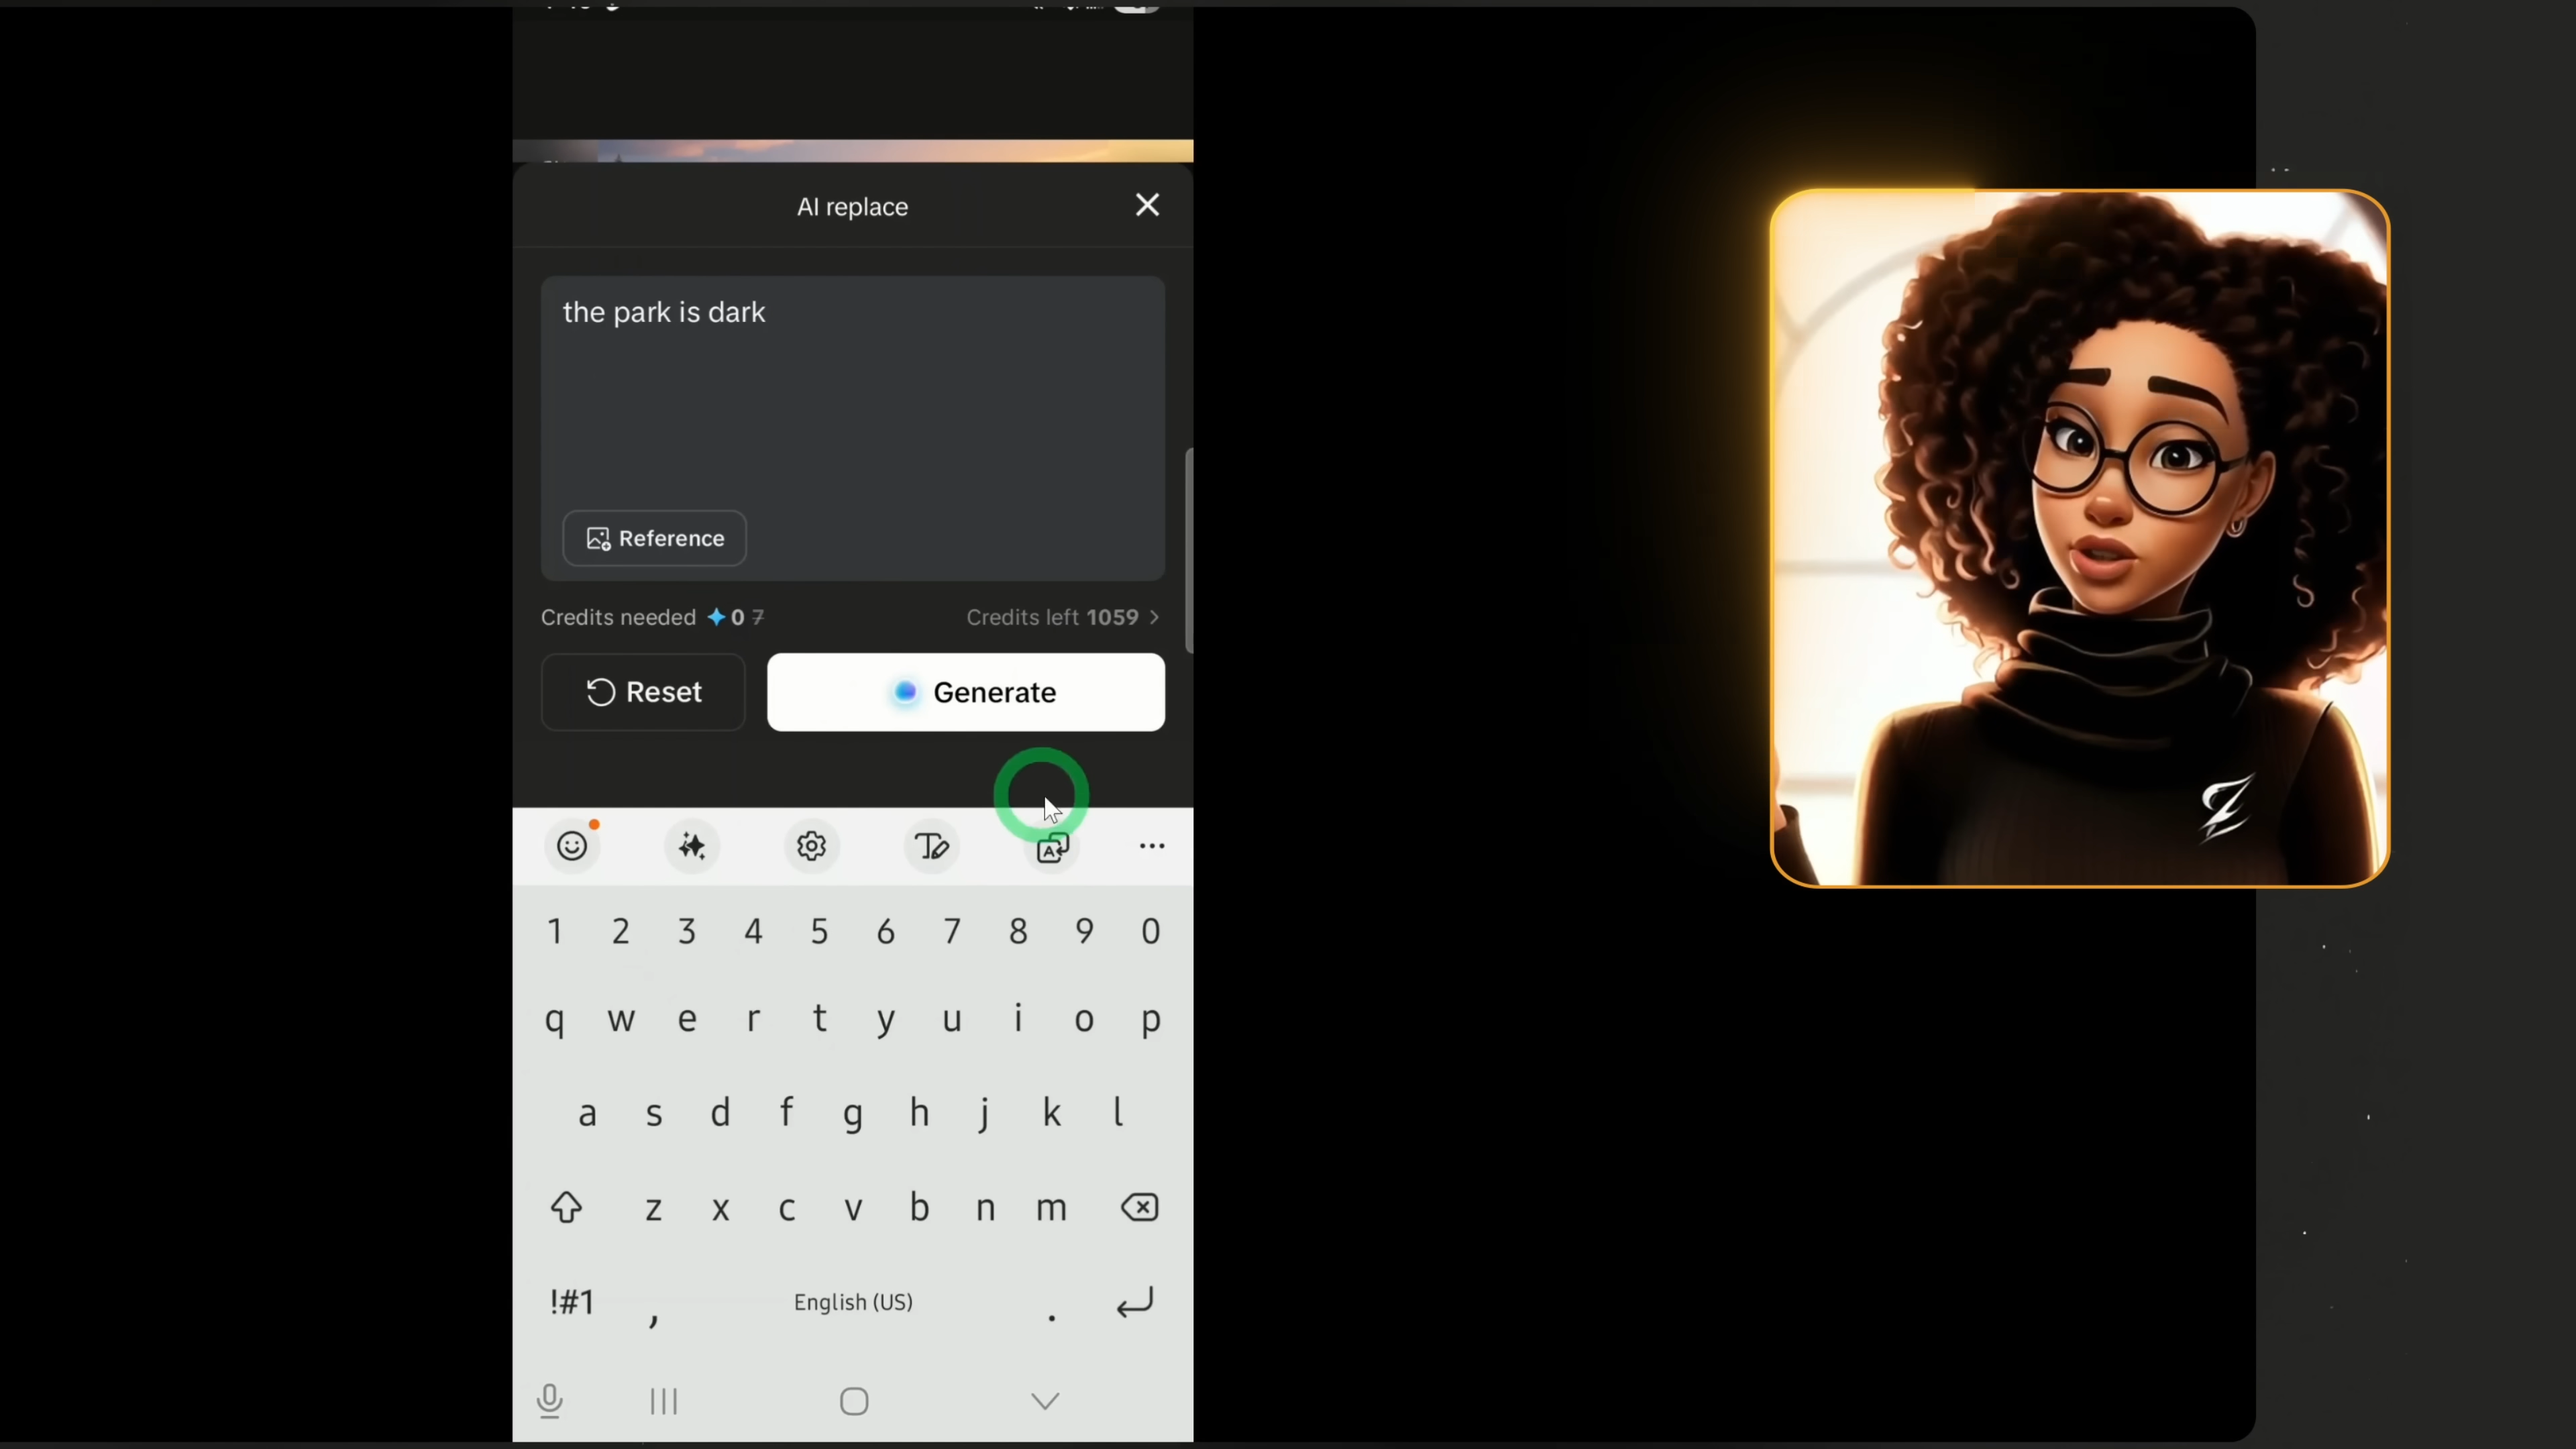 AI replace
the park is dark
Reference
Credits needed 0 7
Credits left 1059
Reset
Generate
1 2 3 4 5 6 7 8 9 0
q w e r t y u i o p
a s d f g h j k l
z x c v b n m
!#1 , English (US) .